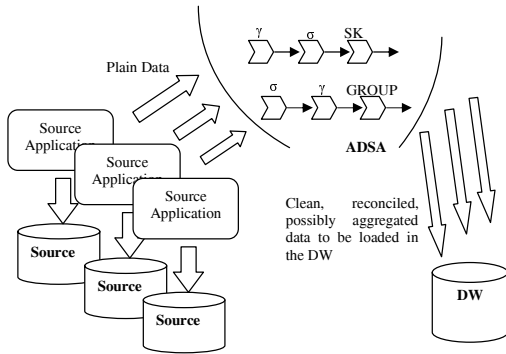 γ σ SK
Plain Data
σ γ GROUP
ADSA
Source
Application
Source
Application
Source
Application
Clean, reconciled,
possibly aggregated
data to be loaded in
the DW
Source
Source
Source
DW